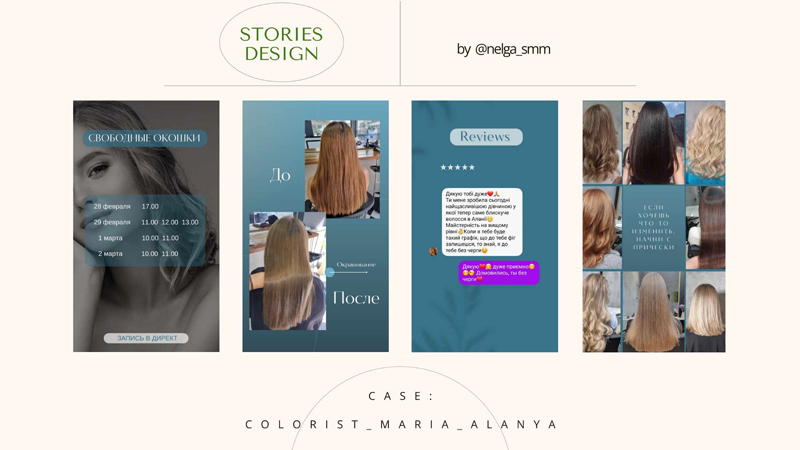 STORIES
DESIGN
by @nelga_smm
СВОБОДНЫЕ ОКОШКИ
28 февраля 17.00
29 февраля 11.00 12.00 13.00
1 марта 10.00 11.00
2 марта 10.00 11.00
ЗАПИСЬ В ДИРЕКТ
До
Окрашивание
После
Reviews
★★★★★
Дякую тобі дуже❤️🙏
Ти мене зробила сьогодні
найщасливішою дівчиною у
якої тепер саме блискуче
волосся в Аланії😊
Майстерність на вищому
рівні👌Коли в тебе буде
такий графік, що до тебе фіг
запишешся, то знай, я до
тебе без черги😂
Дякую❤️🤗 дуже приємно😊
Домовились, ты без
черги❤️
ЕСЛИ
ХОЧЕШЬ
ЧТО-ТО
ИЗМЕНИТЬ,
НАЧНИ С
ПРИЧЕСКИ
CASE:
COLORIST_MARIA_ALANYA